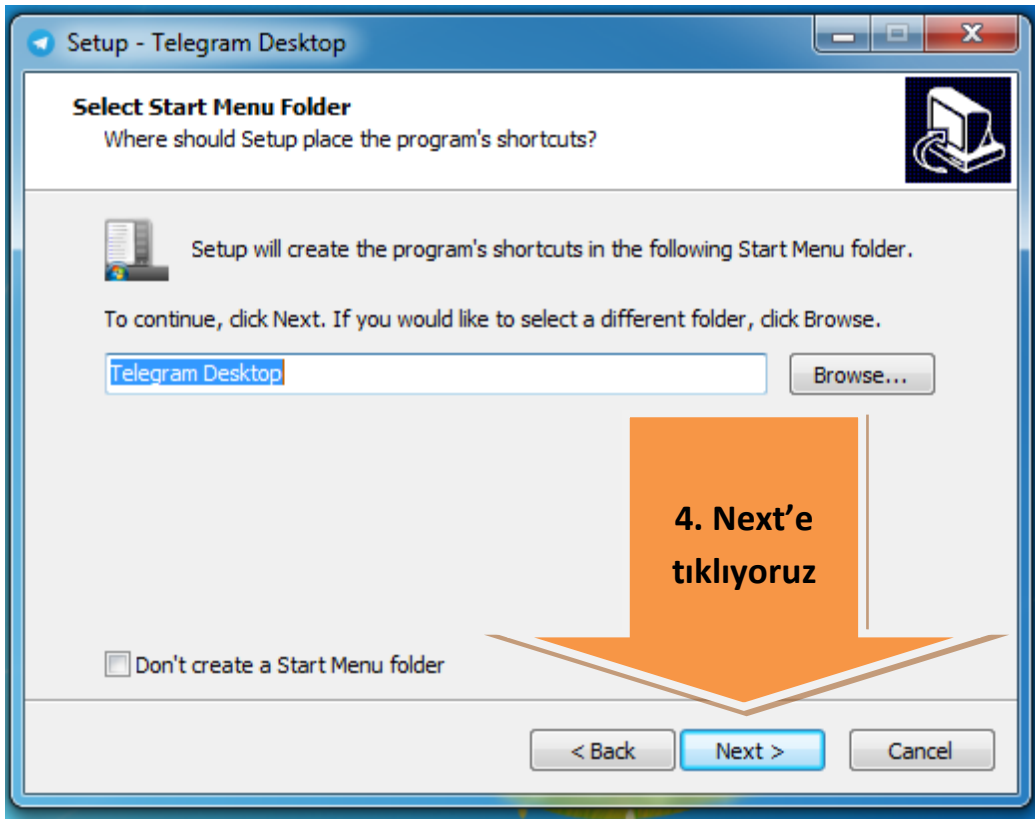 Setup - Telegram Desktop
Select Start Menu Folder
Where should Setup place the program's shortcuts?
Setup will create the program's shortcuts in the following Start Menu folder.
To continue, click Next. If you would like to select a different folder, click Browse.
Telegram Desktop
Browse...
4. Next’e
tıklıyoruz
Don't create a Start Menu folder
< Back
Next >
Cancel